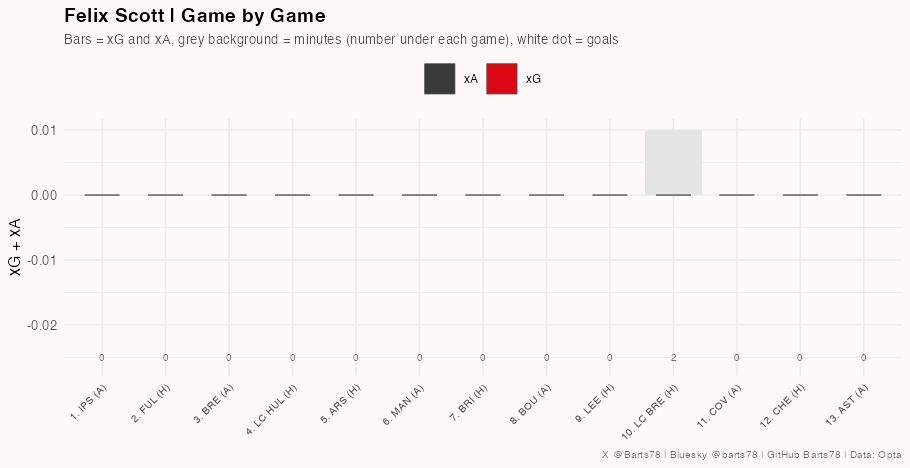 Felix Scott | Game by Game
Bars = xG and xA, grey background = minutes (number under each game), white dot = goals
xA xG
xG + xA
0.01
0.00
-0.01
-0.02
0 0 0 0 0 0 0 0 0 2 0 0 0
1. IPS (A)
2. FUL (H)
3. BRE (A)
4. LC HUL (H)
5. ARS (H)
6. MAN (A)
7. BRI (H)
8. BOU (A)
9. LEE (H)
10. LC BRE (H)
11. COV (A)
12. CHE (H)
13. AST (A)
X @Barts78 | Bluesky @barts78 | GitHub Barts78 | Data: Opta